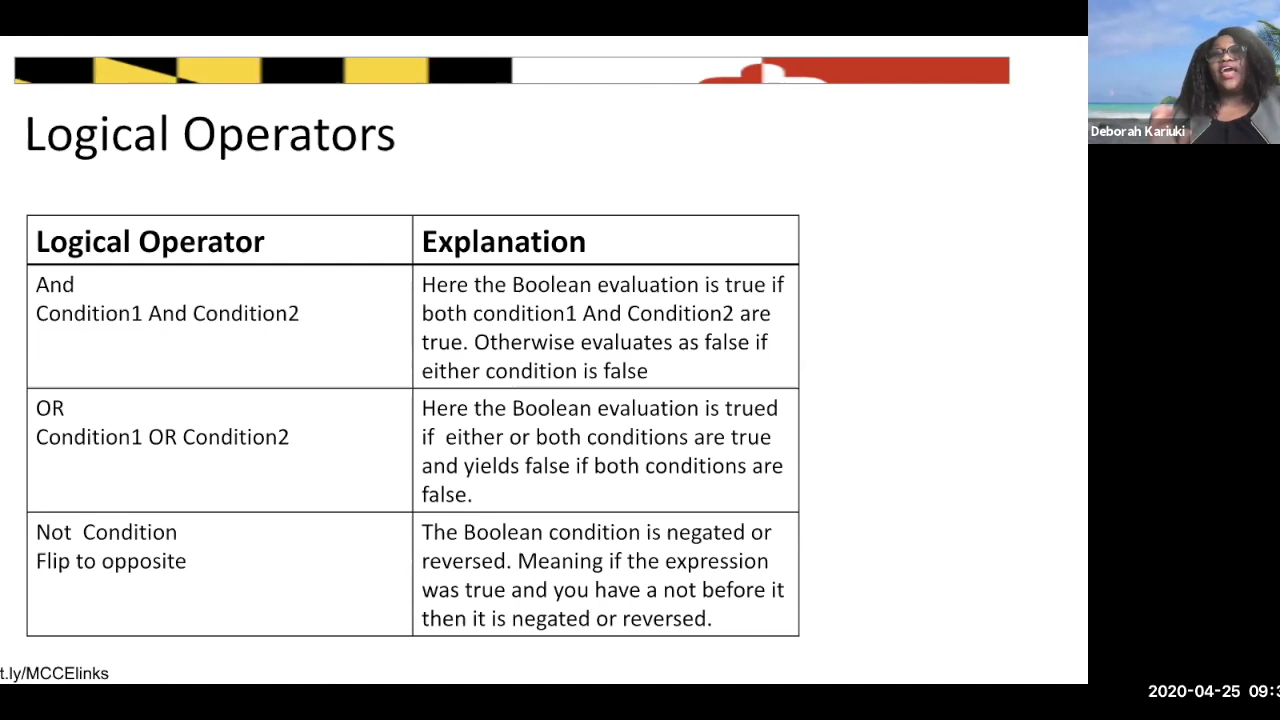 Logical Operators
Logical Operator
Explanation
And
Condition1 And Condition2
Here the Boolean evaluation is true if
both condition1 And Condition2 are
true. Otherwise evaluates as false if
either condition is false
OR
Condition1 OR Condition2
Here the Boolean evaluation is trued
if  either or both conditions are true
and yields false if both conditions are
false.
Not  Condition
Flip to opposite
The Boolean condition is negated or
reversed. Meaning if the expression
was true and you have a not before it
then it is negated or reversed.
t.ly/MCCElinks
Deborah Kariuki
2020-04-25 09:3